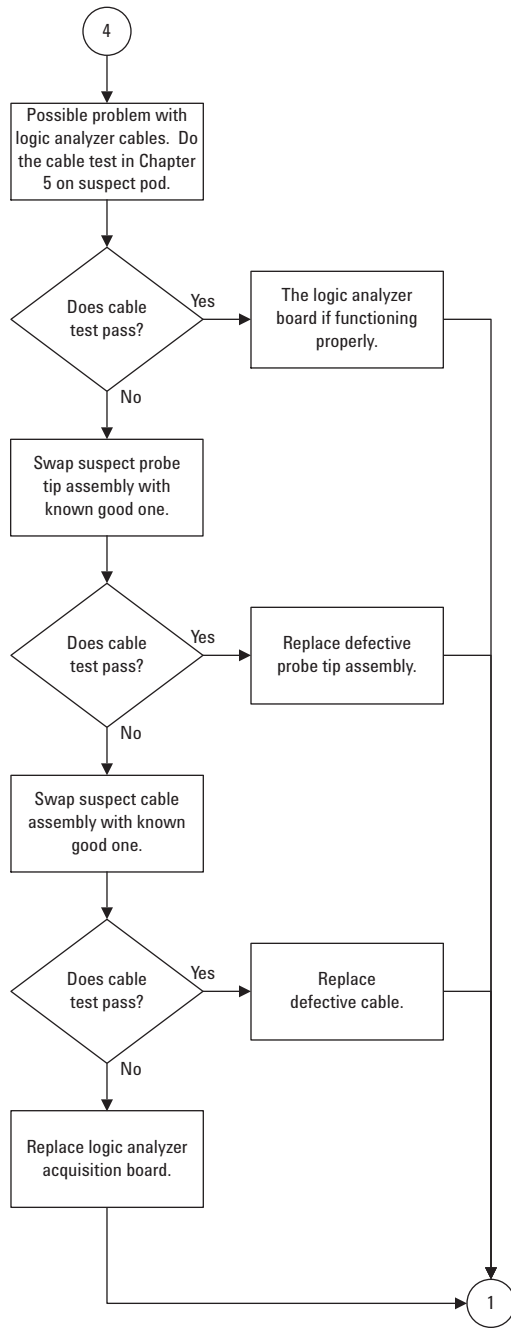 4
Possible problem with
logic analyzer cables. Do
the cable test in Chapter
5 on suspect pod.
Does cable
test pass?
Yes
The logic analyzer
board if functioning
properly.
No
Swap suspect probe
tip assembly with
known good one.
Does cable
test pass?
Yes
Replace defective
probe tip assembly.
No
Swap suspect cable
assembly with known
good one.
Does cable
test pass?
Yes
Replace
defective cable.
No
Replace logic analyzer
acquisition board.
1